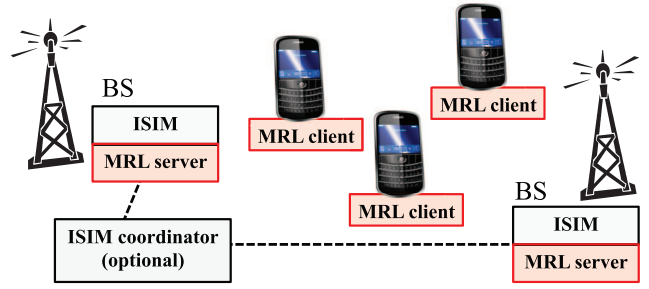 BS
ISIM
MRL server
MRL client
MRL client
MRL client
BS
ISIM
MRL server
ISIM coordinator
(optional)